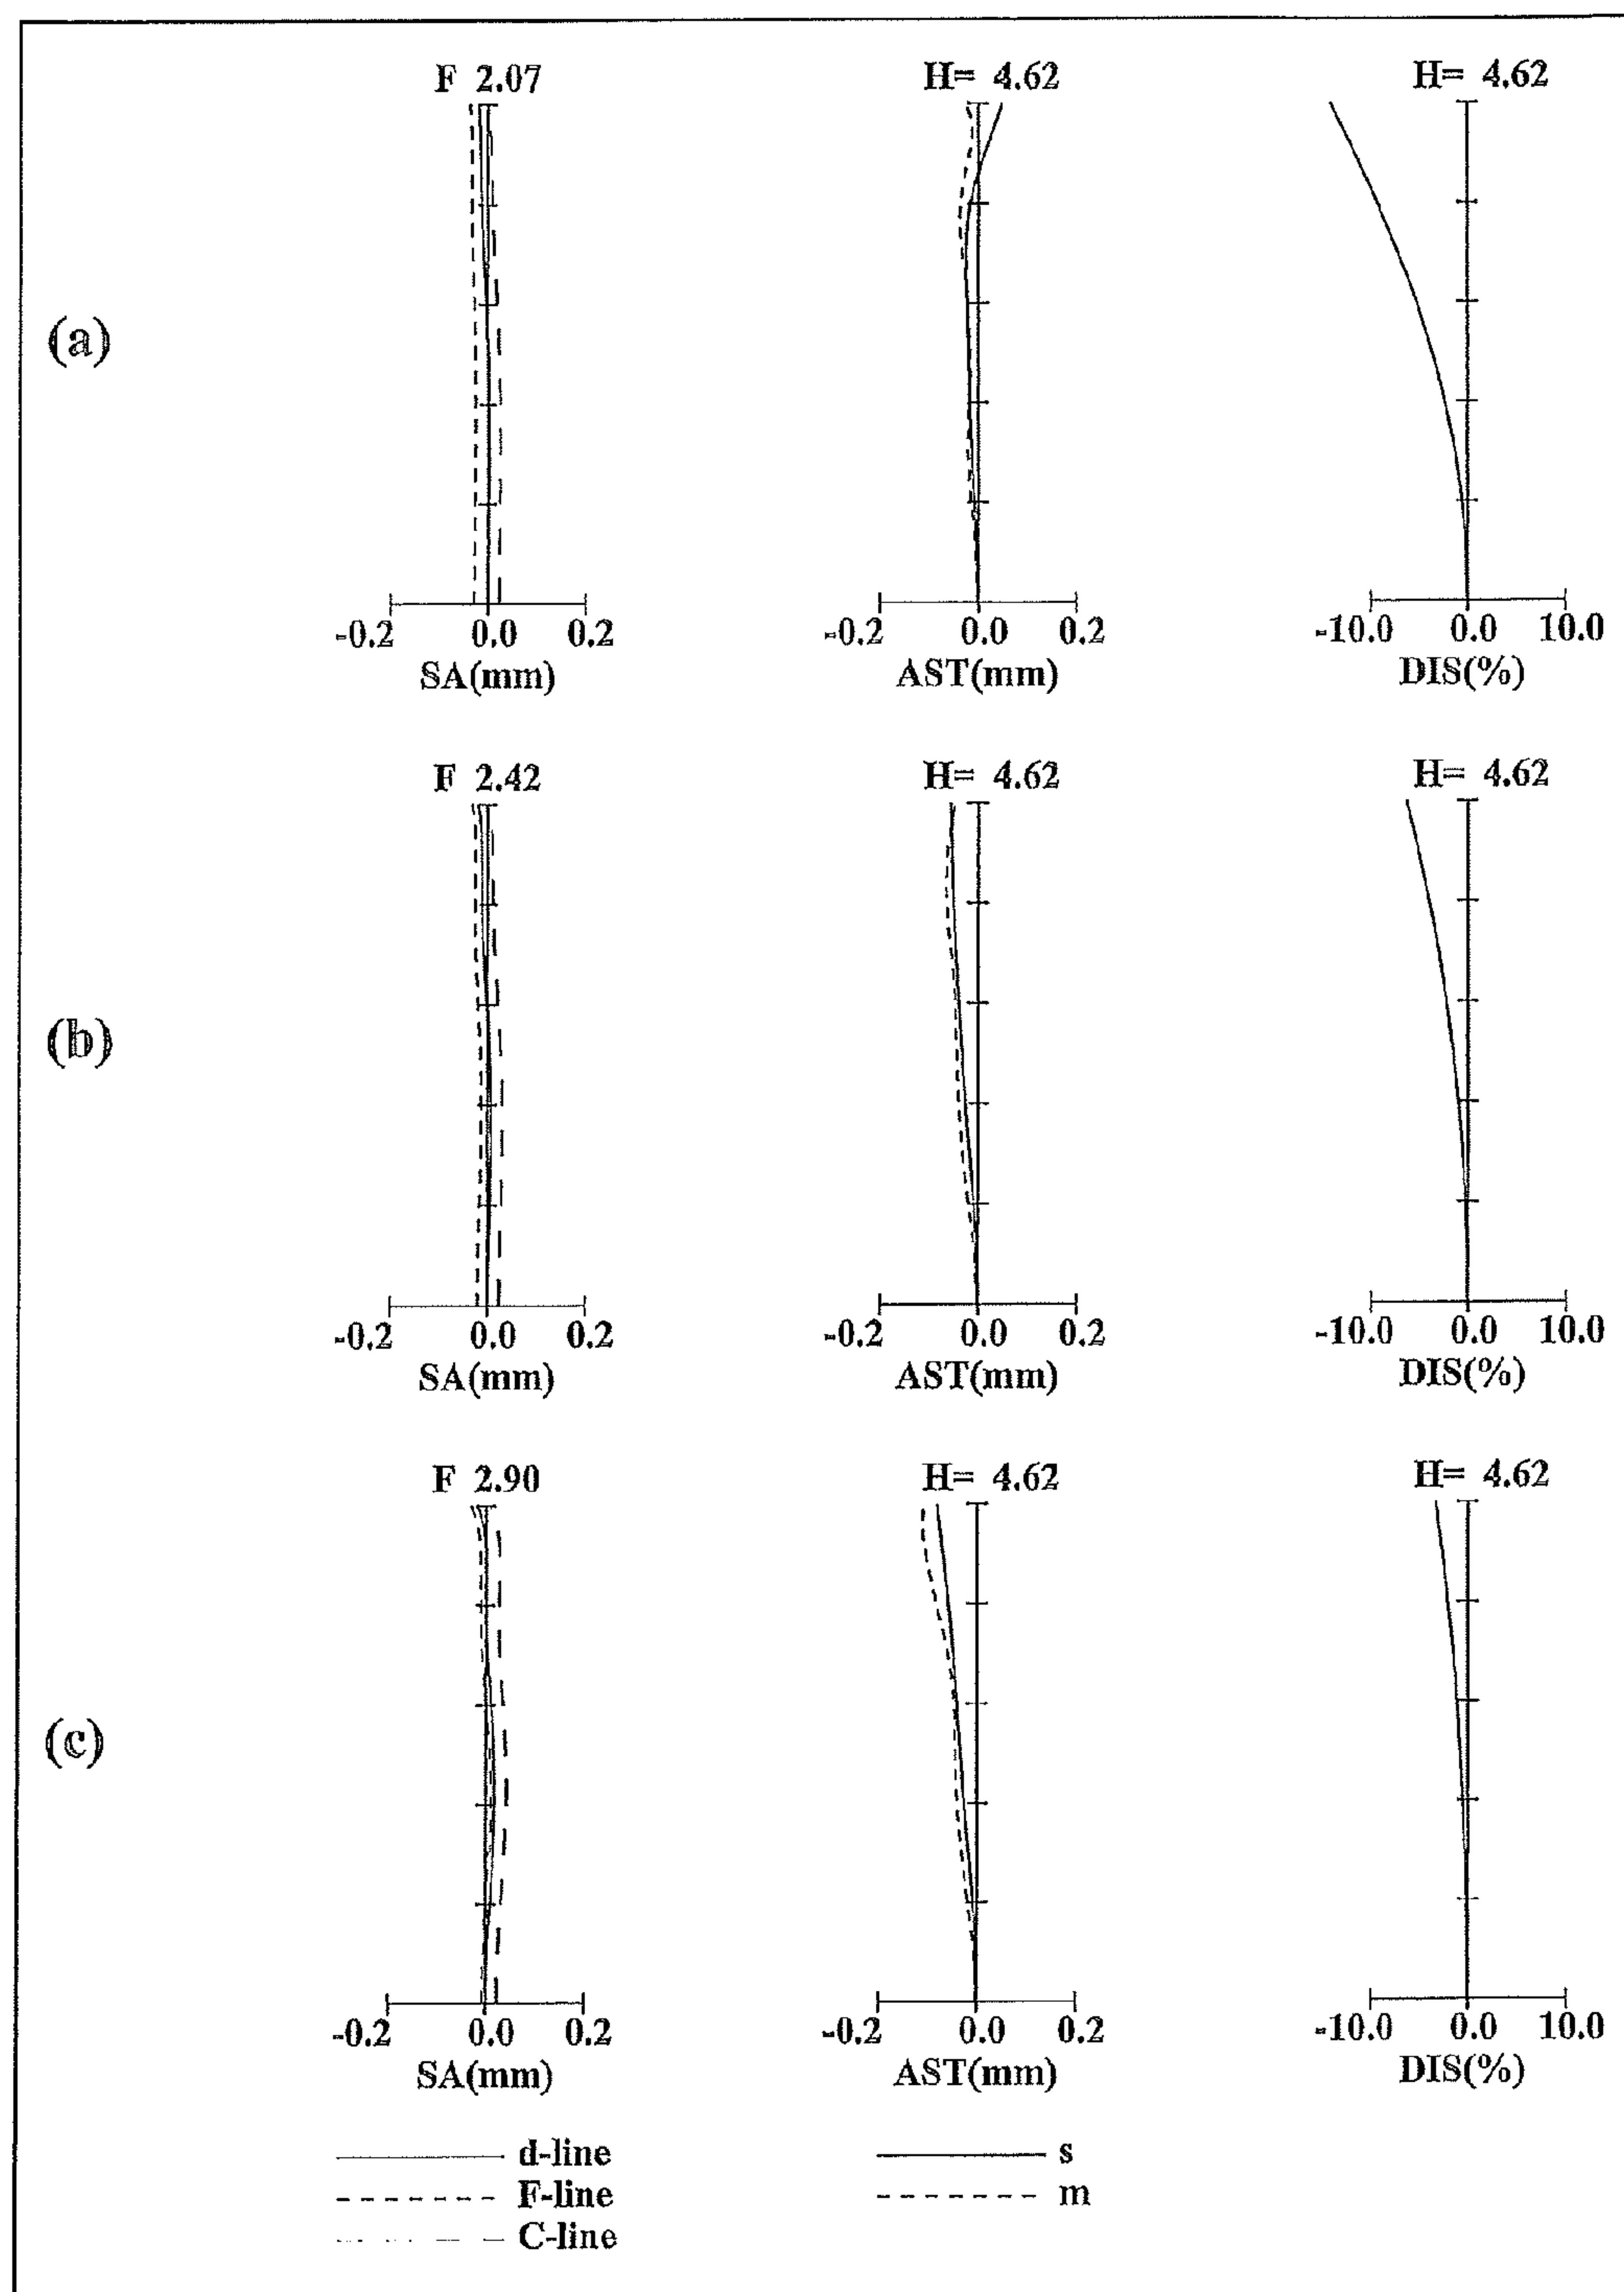 F 2.07 H= 4.62 H= 4.62
(a)
-0.2 0.0 0.2 -0.2 0.0 0.2 -10.0 0.0 10.0
SA(mm) AST(mm) DIS(%)
F 2.42 H= 4.62 H= 4.62
(b)
-0.2 0.0 0.2 -0.2 0.0 0.2 -10.0 0.0 10.0
SA(mm) AST(mm) DIS(%)
F 2.90 H= 4.62 H= 4.62
(c)
-0.2 0.0 0.2 -0.2 0.0 0.2 -10.0 0.0 10.0
SA(mm) AST(mm) DIS(%)
d-line s
F-line m
C-line